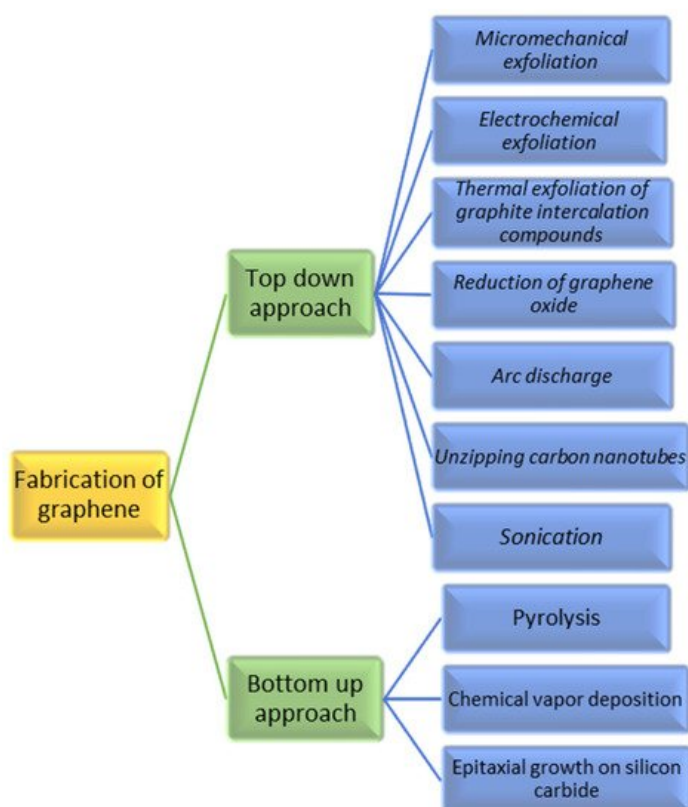 Fabrication of
graphene
Top down
approach
Micromechanical
exfoliation
Electrochemical
exfoliation
Thermal exfoliation of
graphite intercalation
compounds
Reduction of graphene
oxide
Arc discharge
Unzipping carbon nanotubes
Sonication
Bottom up
approach
Pyrolysis
Chemical vapor deposition
Epitaxial growth on silicon
carbide